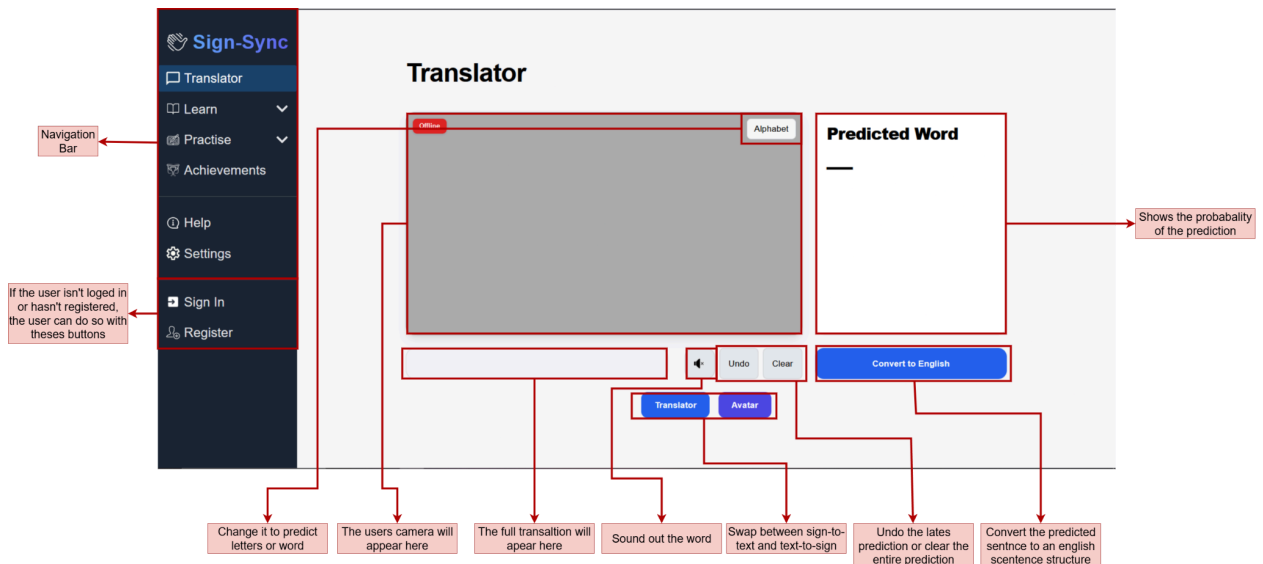 Sign-Sync
Translator
Learn
Practise
Achievements
Help
Settings
Sign In
Register
Translator
Offline
Alphabet
Predicted Word
Undo
Clear
Convert to English
Translator
Avatar
Navigation
Bar
If the user isn't loged in
or hasn't registered,
the user can do so with
theses buttons
Shows the probabality
of the prediction
Change it to predict
letters or word
The users camera will
appear here
The full transaltion will
apear here
Sound out the word
Swap between sign-to-
text and text-to-sign
Undo the lates
prediction or clear the
entire prediction
Convert the predicted
sentnce to an english
scentence structure